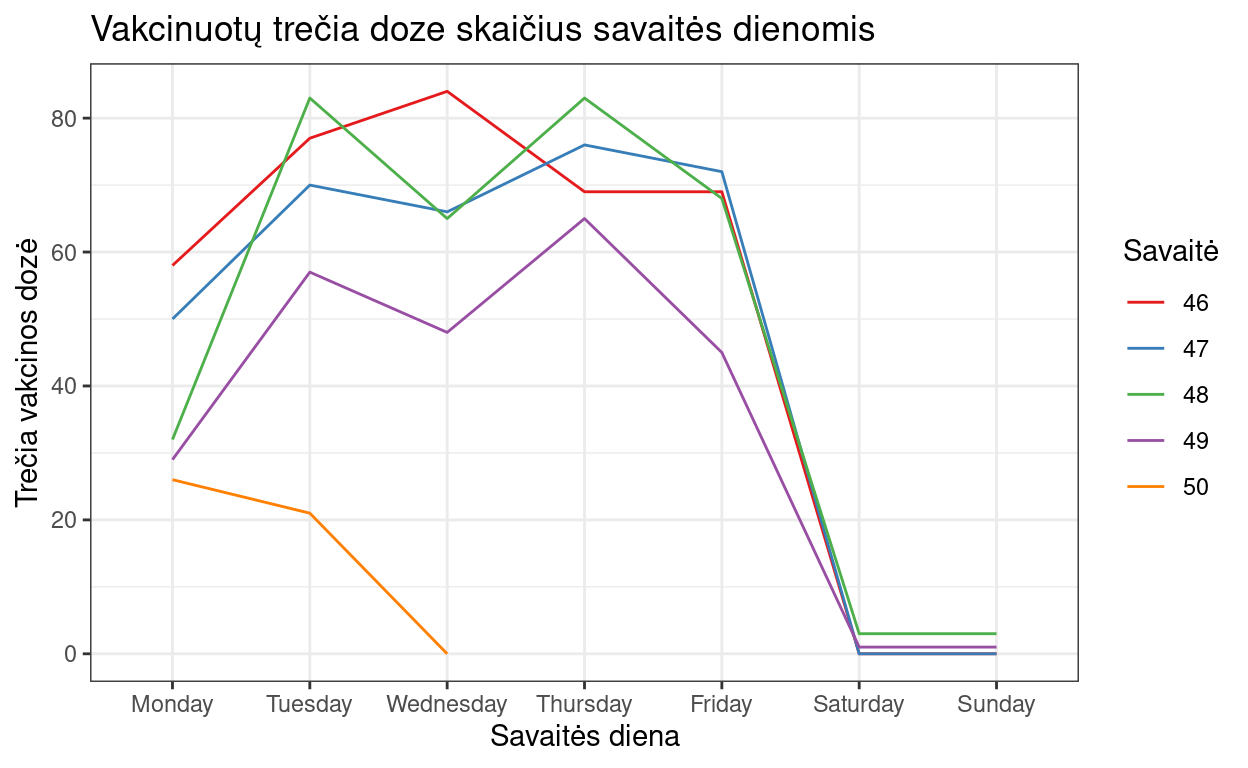 Vakcinuotų trečia doze skaičius savaitės dienomis
Trečia vakcinos dozė
80
60
40
20
0
Monday Tuesday Wednesday Thursday Friday Saturday Sunday
Savaitės diena
Savaitė
46
47
48
49
50